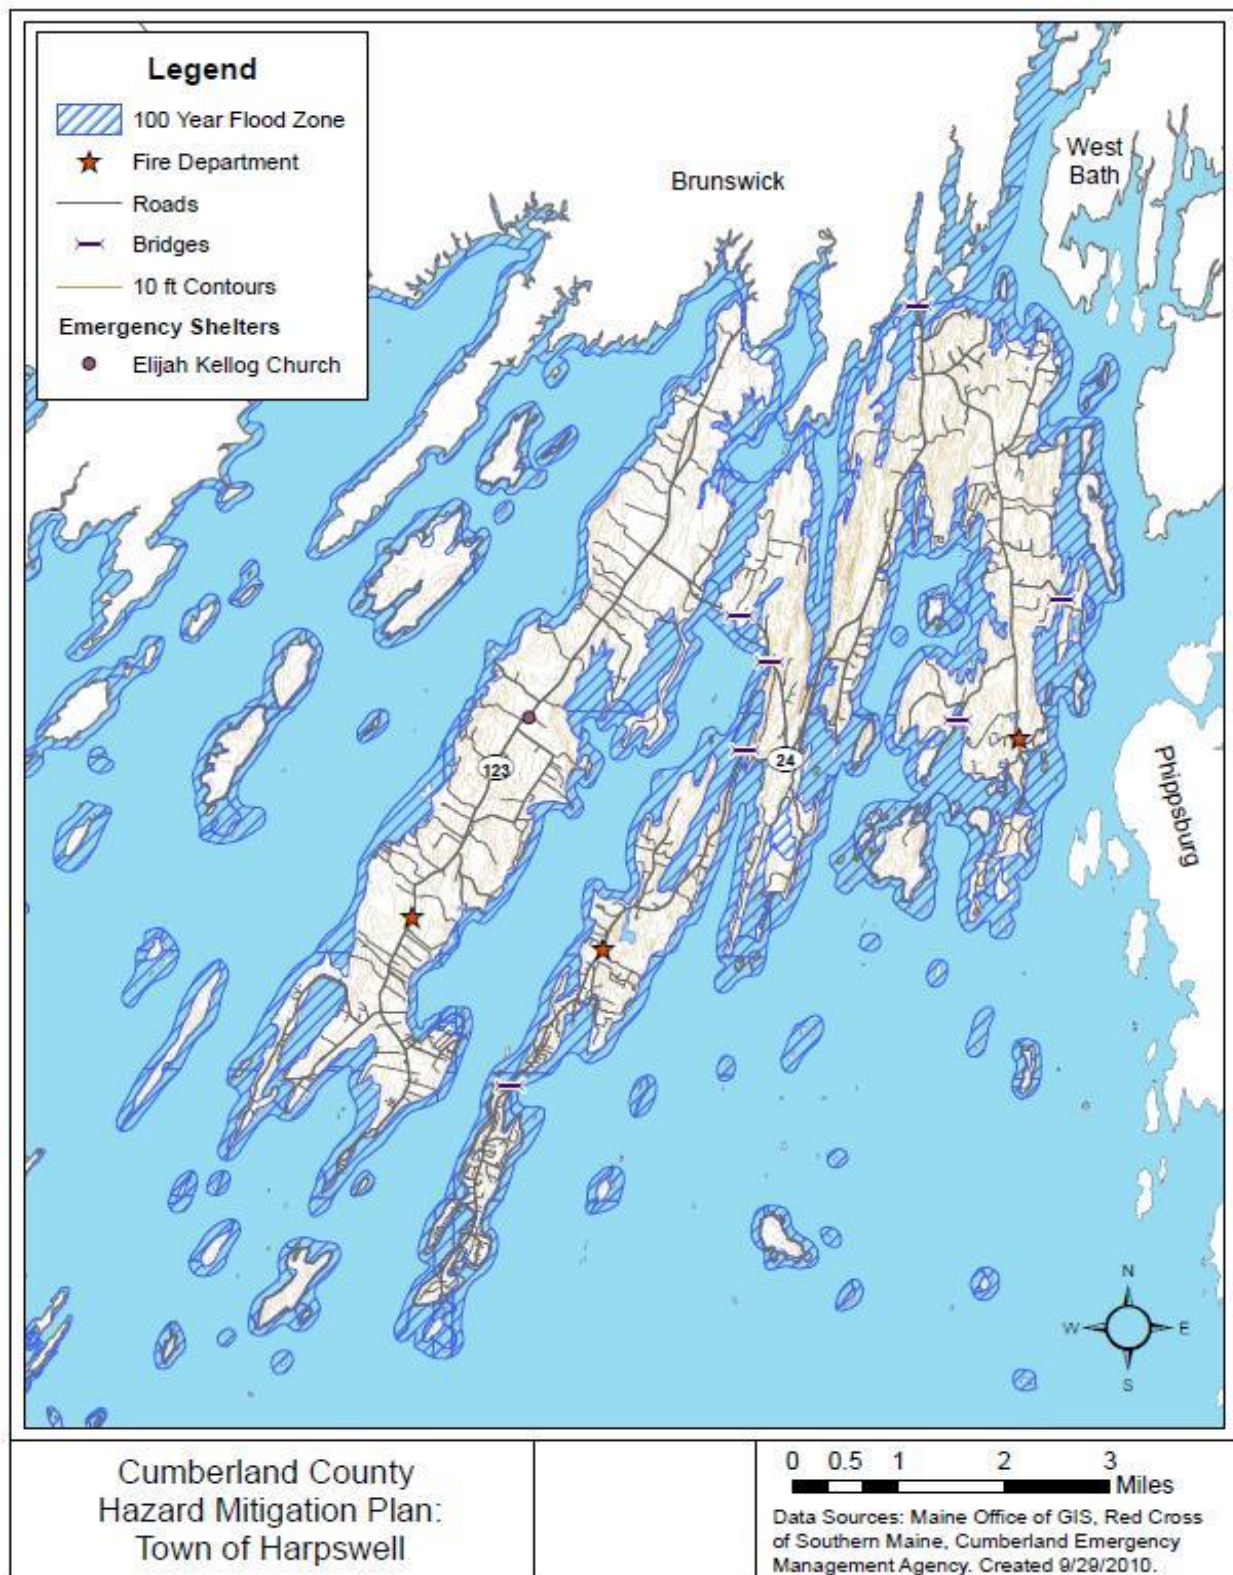 Legend
100 Year Flood Zone
Fire Department
Roads
Bridges
10 ft Contours
Emergency Shelters
Elijah Kellog Church
Brunswick
West
Bath
123
24
Phippsburg
N
W E
S
Cumberland County
Hazard Mitigation Plan:
Town of Harpswell
0 0.5 1 2 3
Miles
Data Sources: Maine Office of GIS, Red Cross
of Southern Maine, Cumberland Emergency
Management Agency. Created 9/29/2010.